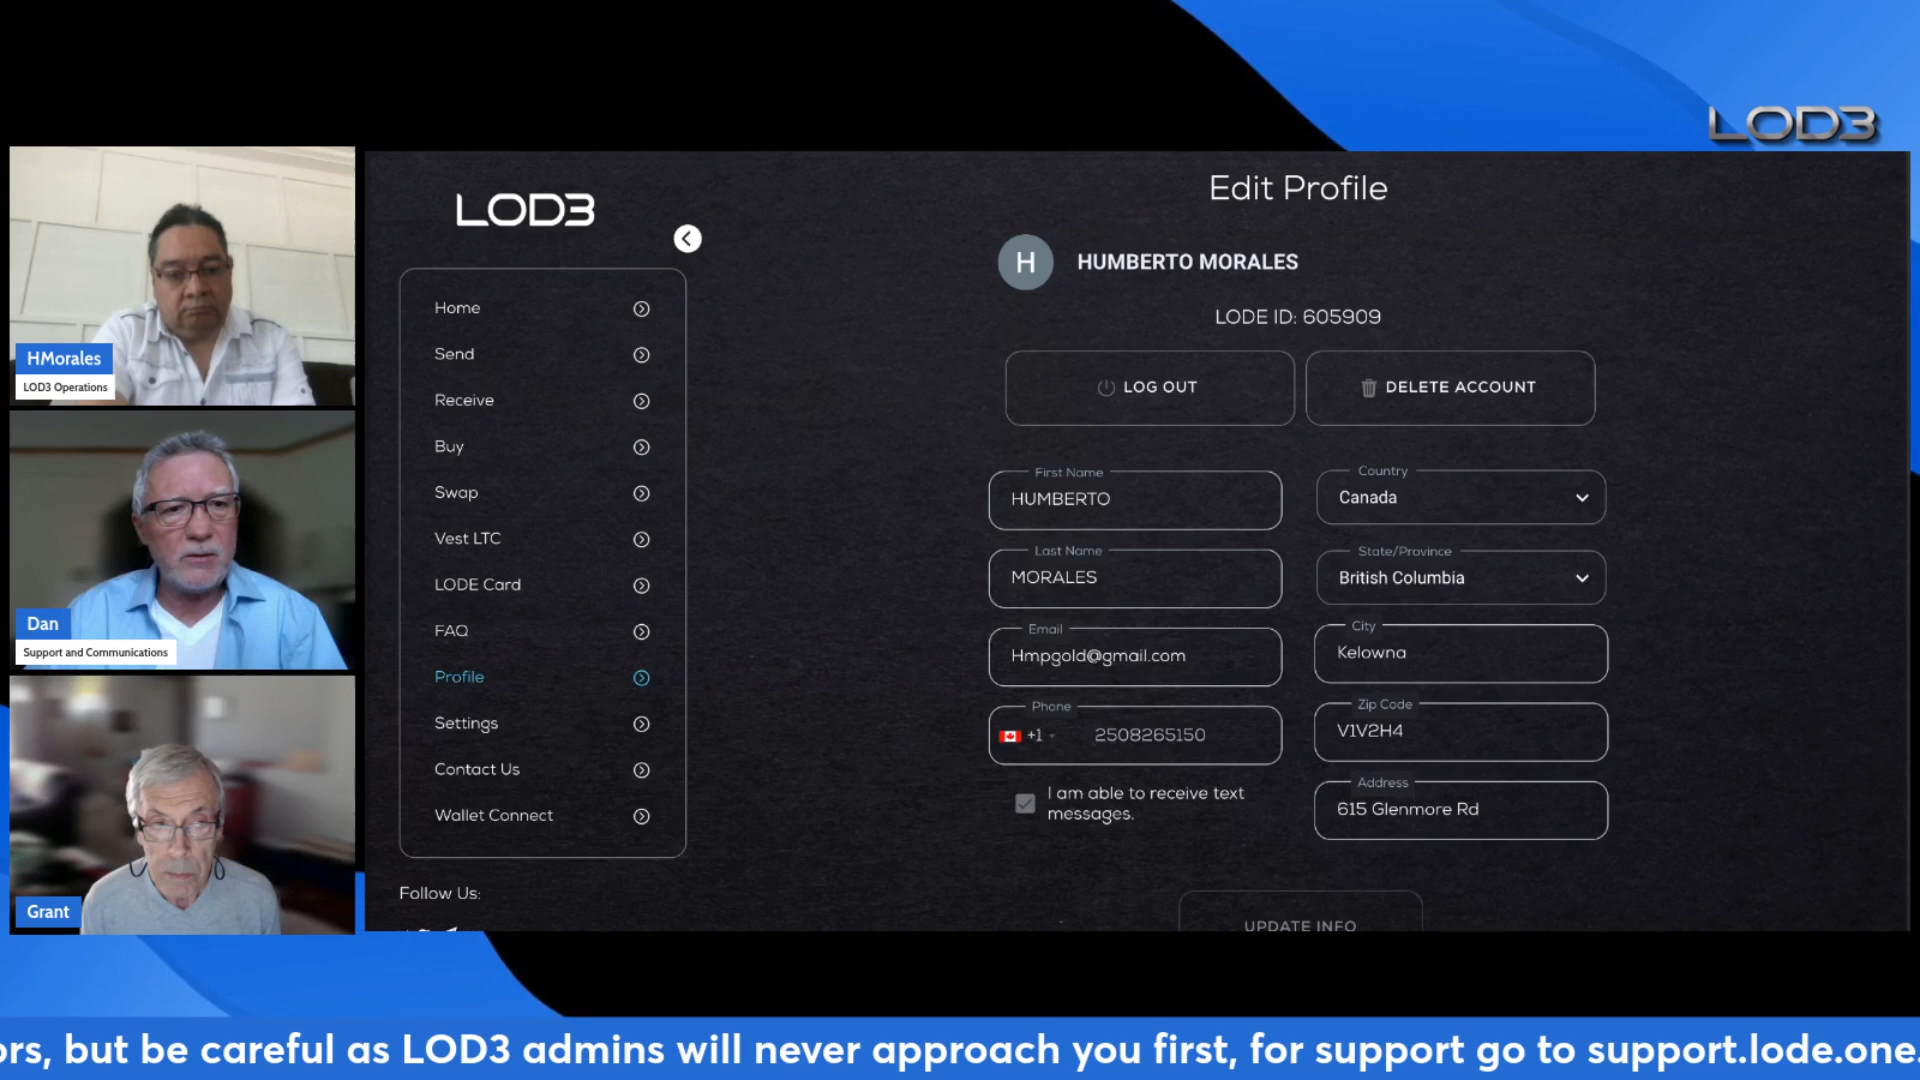 LOD3
HMorales
LOD3 Operations
Dan
Support and Communications
Grant
LOD3
Home
Send
Receive
Buy
Swap
Vest LTC
LODE Card
FAQ
Profile
Settings
Contact Us
Wallet Connect
Follow Us:
Edit Profile
H
HUMBERTO MORALES
LODE ID: 605909
LOG OUT
DELETE ACCOUNT
First Name
HUMBERTO
Last Name
MORALES
Email
Hmpgold@gmail.com
Phone
+1
2508265150
I am able to receive text
messages.
Country
Canada
State/Province
British Columbia
City
Kelowna
Zip Code
V1V2H4
Address
615 Glenmore Rd
UPDATE INFO
ors, but be careful as LOD3 admins will never approach you first, for support go to support.lode.one.